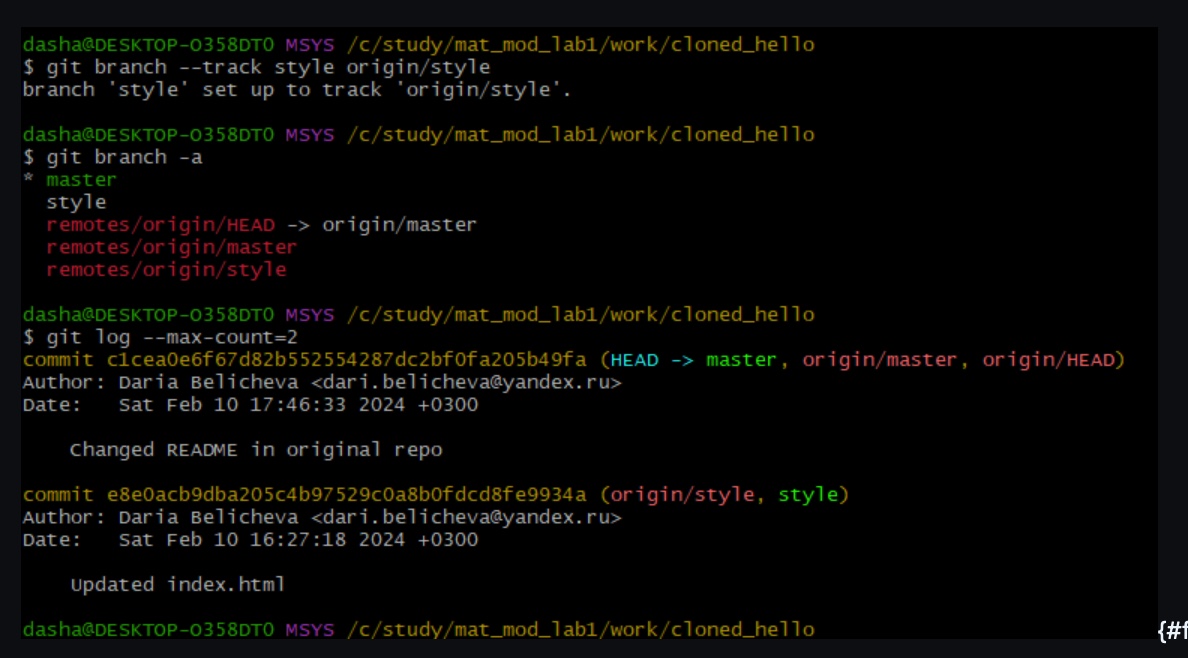 dasha@DESKTOP-O358DT0 MSYS /c/study/mat_mod_lab1/work/cloned_hello
$ git branch --track style origin/style
branch 'style' set up to track 'origin/style'.
dasha@DESKTOP-O358DT0 MSYS /c/study/mat_mod_lab1/work/cloned_hello
$ git branch -a
* master
  style
  remotes/origin/HEAD -> origin/master
  remotes/origin/master
  remotes/origin/style
dasha@DESKTOP-O358DT0 MSYS /c/study/mat_mod_lab1/work/cloned_hello
$ git log --max-count=2
commit c1cea0e6f67d82b552554287dc2bf0fa205b49fa (HEAD -> master, origin/master, origin/HEAD)
Author: Daria Belicheva <dari.belicheva@yandex.ru>
Date:   Sat Feb 10 17:46:33 2024 +0300
    Changed README in original repo
commit e8e0acb9dba205c4b97529c0a8b0fdcd8fe9934a (origin/style, style)
Author: Daria Belicheva <dari.belicheva@yandex.ru>
Date:   Sat Feb 10 16:27:18 2024 +0300
    Updated index.html
dasha@DESKTOP-O358DT0 MSYS /c/study/mat_mod_lab1/work/cloned_hello
{#f